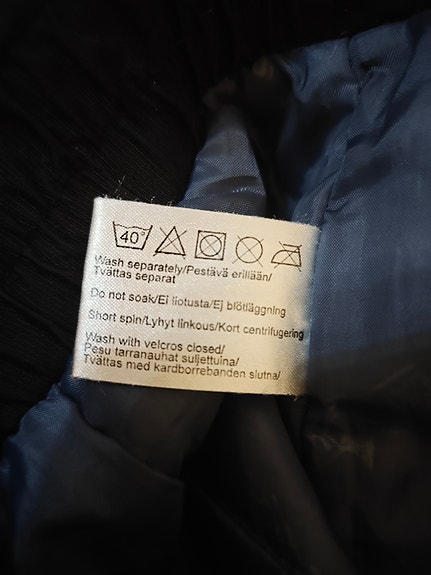 40°
Wash separately/Pestävä erillään/
Tvättas separat
Do not soak/Ei liotusta/Ej blötläggning
Short spin/Lyhyt linkous/Kort centrifugering
Wash with velcros closed/
Pesu tarranauhat suljettuina/
Tvättas med kardborrebanden slutna/